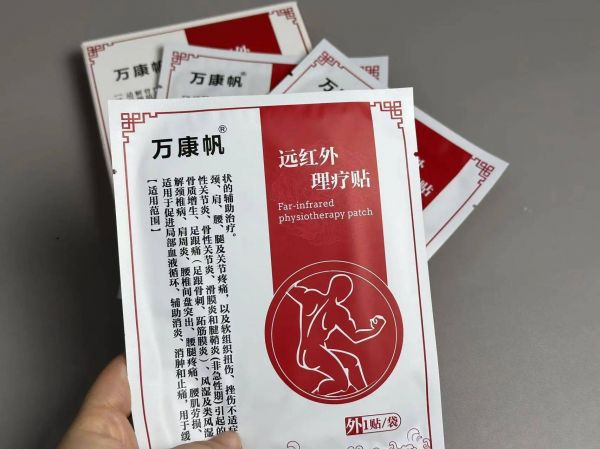 万康帆
万康帆®
万康帆®
远红外
理疗贴
Far-infrared
physiotherapy patch
【适用范围】
适用于促进局部血液循环、辅助消炎、消肿和止痛，用于缓
解颈椎病、肩周炎、腰椎间盘突出、腰腿疼痛、腰肌劳损、
骨质增生、足跟痛（足跟骨刺、跖筋膜炎）、风湿及类风湿
性关节炎、骨性关节炎、滑膜炎和腱鞘炎（非急性期）引起的
颈、肩、腰、腿及关节疼痛，以及软组织扭伤、挫伤不适症
状的辅助治疗。
外1贴/袋
贴